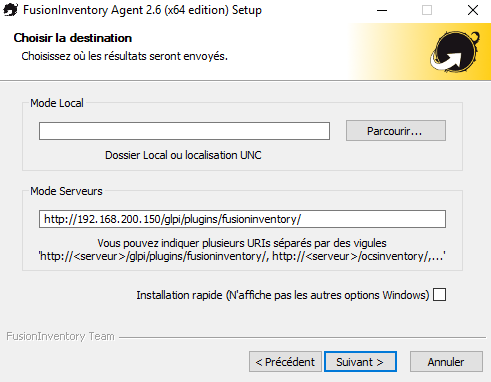 FusionInventory Agent 2.6 (x64 edition) Setup
Choisir la destination
Choisissez où les résultats seront envoyés.
Mode Local
Parcourir...
Dossier Local ou localisation UNC
Mode Serveurs
http://192.168.200.150/glpi/plugins/fusioninventory/
Vous pouvez indiquer plusieurs URIs séparés par des vigules
'http://<serveur>/glpi/plugins/fusioninventory/, http://<serveur>/ocsinventory/,...'
Installation rapide (N'affiche pas les autres options Windows)
FusionInventory Team
< Précédent
Suivant >
Annuler